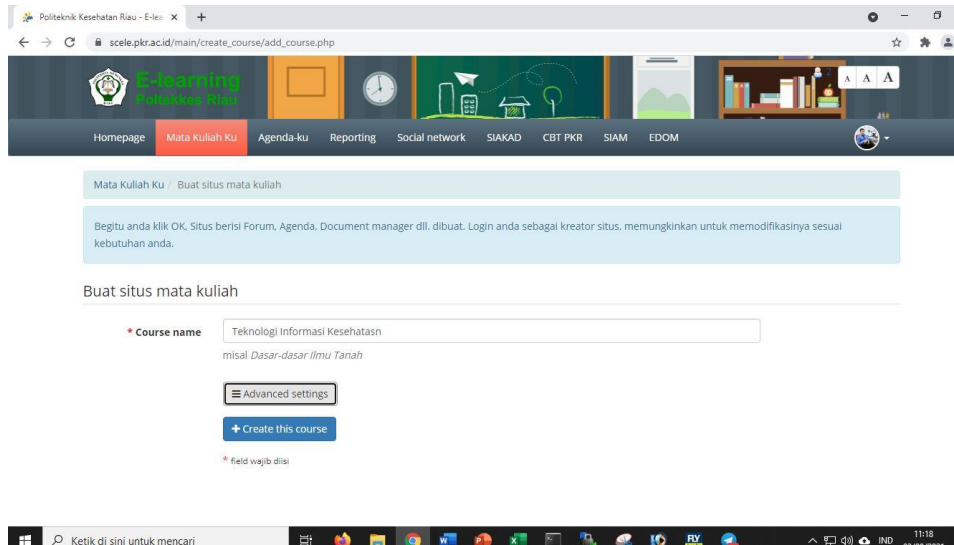 Politeknik Kesehatan Riau - E-lea
scele.pkr.ac.id/main/create_course/add_course.php
E-learning
Poltekkes Riau
A A A
Homepage Mata Kuliah Ku Agenda-ku Reporting Social network SIAKAD CBT PKR SIAM EDOM
Mata Kuliah Ku / Buat situs mata kuliah
Begitu anda klik OK, Situs berisi Forum, Agenda, Document manager dll. dibuat. Login anda sebagai kreator situs, memungkinkan untuk memodifikasinya sesuai
kebutuhan anda.
Buat situs mata kuliah
* Course name Teknologi Informasi Kesehatasn
misal Dasar-dasar Ilmu Tanah
Advanced settings
Create this course
* field wajib diisi
Ketik di sini untuk mencari
FLY
IND
11:18